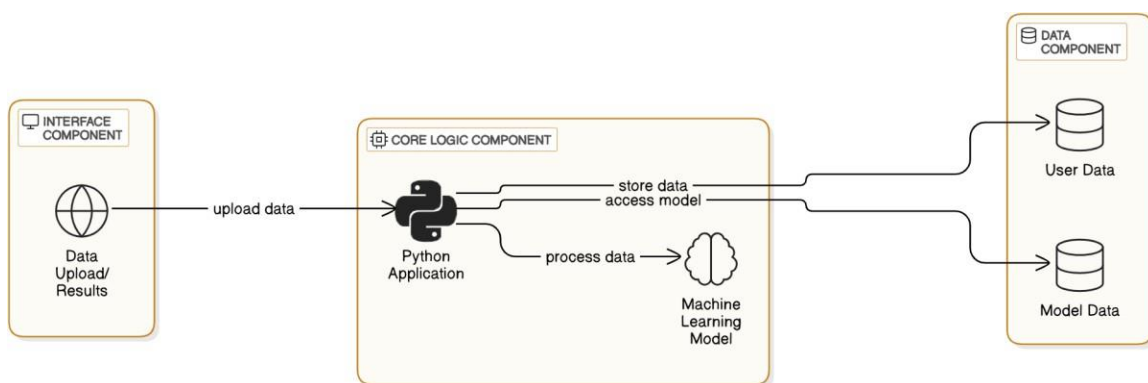 INTERFACE
COMPONENT
Data
Upload/
Results
upload data
CORE LOGIC COMPONENT
Python
Application
store data
access model
process data
Machine
Learning
Model
DATA
COMPONENT
User Data
Model Data